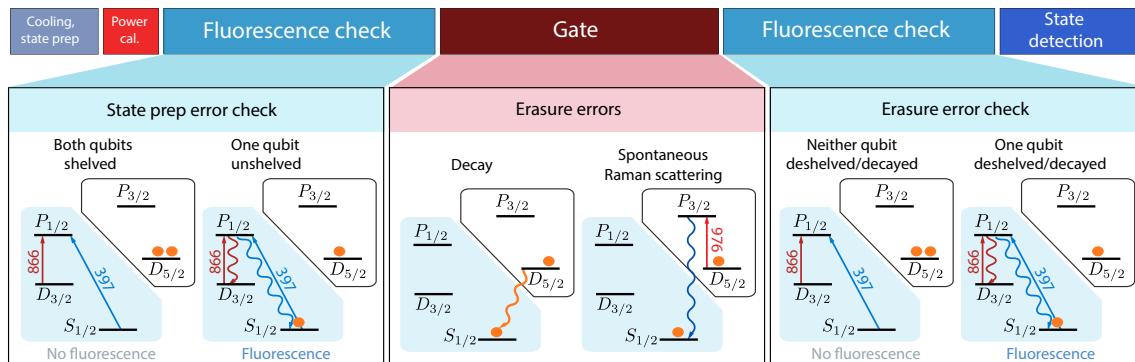 Cooling,
state prep
Power
cal.
Fluorescence check
Gate
Fluorescence check
State
detection
State prep error check
Both qubits
shelved
P3/2
P1/2
866
397
D5/2
D3/2
S1/2
No fluorescence
One qubit
unshelved
P3/2
P1/2
866
397
D5/2
D3/2
S1/2
Fluorescence
Erasure errors
Decay
P3/2
P1/2
D5/2
D3/2
S1/2
Spontaneous
Raman scattering
P3/2
P1/2
976
D5/2
D3/2
S1/2
Erasure error check
Neither qubit
deshelved/decayed
P3/2
P1/2
866
397
D5/2
D3/2
S1/2
No fluorescence
One qubit
deshelved/decayed
P3/2
P1/2
866
397
D5/2
D3/2
S1/2
Fluorescence